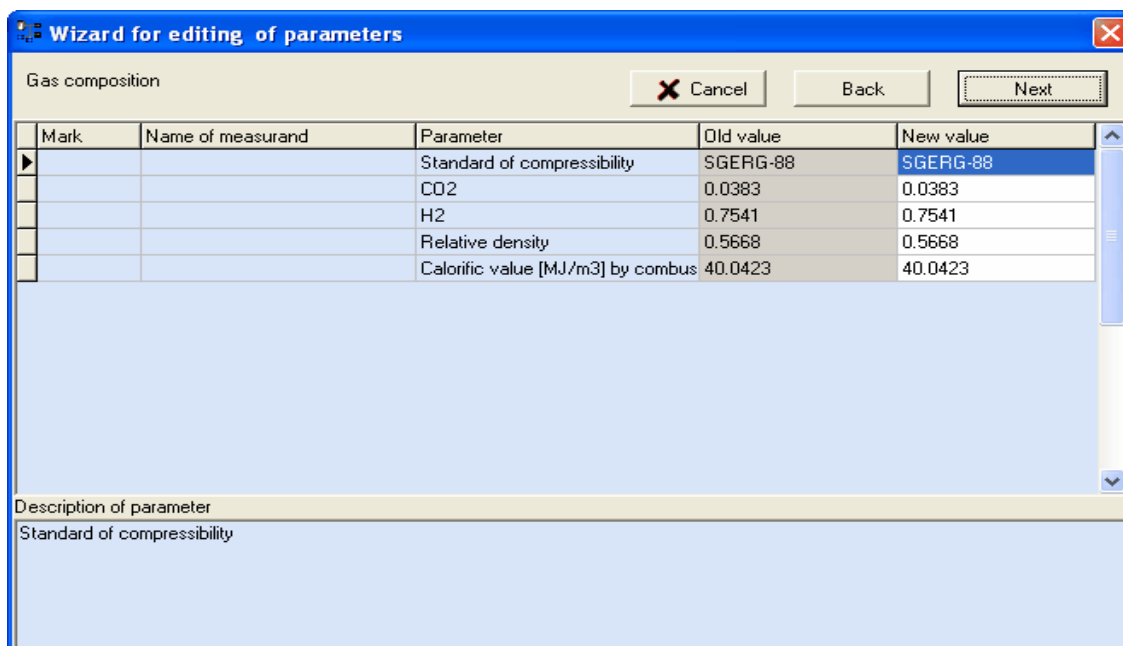 Wizard for editing of parameters
Gas composition
Cancel Back Next
Mark Name of measurand Parameter Old value New value
Standard of compressibility SGERG-88 SGERG-88
CO2 0.0383 0.0383
H2 0.7541 0.7541
Relative density 0.5668 0.5668
Calorific value [MJ/m3] by combus 40.0423 40.0423
Description of parameter
Standard of compressibility